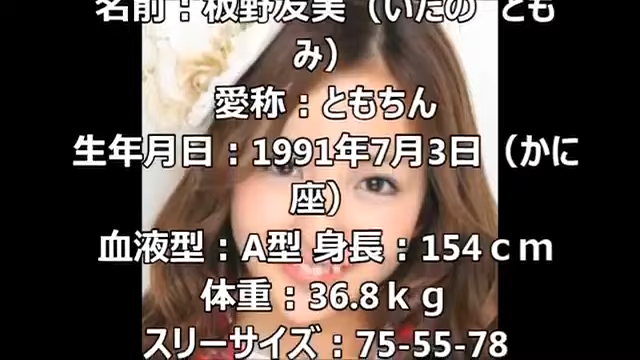 名前：板野友美（いたの　とも
み）
愛称：ともちん
生年月日：1991年7月3日（かに
座）
血液型：A型 身長：154ｃｍ
体重：36.8ｋｇ
スリーサイズ：75-55-78